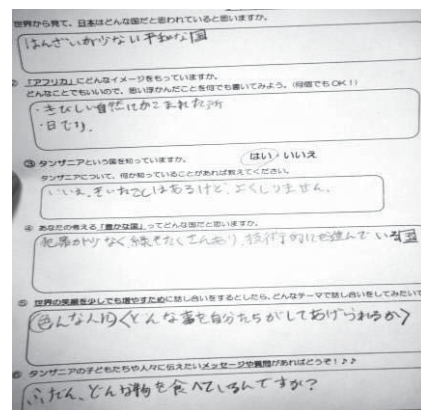 世界から見て、日本はどんな国だと思われていると思いますか。
はんざいが少ない平和な国
② 「アフリカ」にどんなイメージをもっていますか。
どんなことでもいいので、思い浮かんだことを何でも書いてみよう。(何個でもOK!)
・きびしい自然にかこまれた所
・日でり。
③ タンザニアという国を知っていますか。 はい・いいえ
タンザニアについて、何か知っていることがあれば教えてください。
いいえ、きいたことはあるけど、よくしりません。
④ あなたの考える「豊かな国」ってどんな国だと思いますか。
犯罪が少なく、緑もたくさんあり、技術的にも進んでいる国
⑤ 世界の笑顔を少しでも増やすために話し合いをするとしたら、どんなテーマで話し合いをしてみたいで
色んな人向く どんな事を自分たちがしてあげられるか〉
⑥ タンザニアの子どもたちや人々に伝えたいメッセージや質問があればどうぞ!♪♪
ふだん、どんな物を食べているんですか?